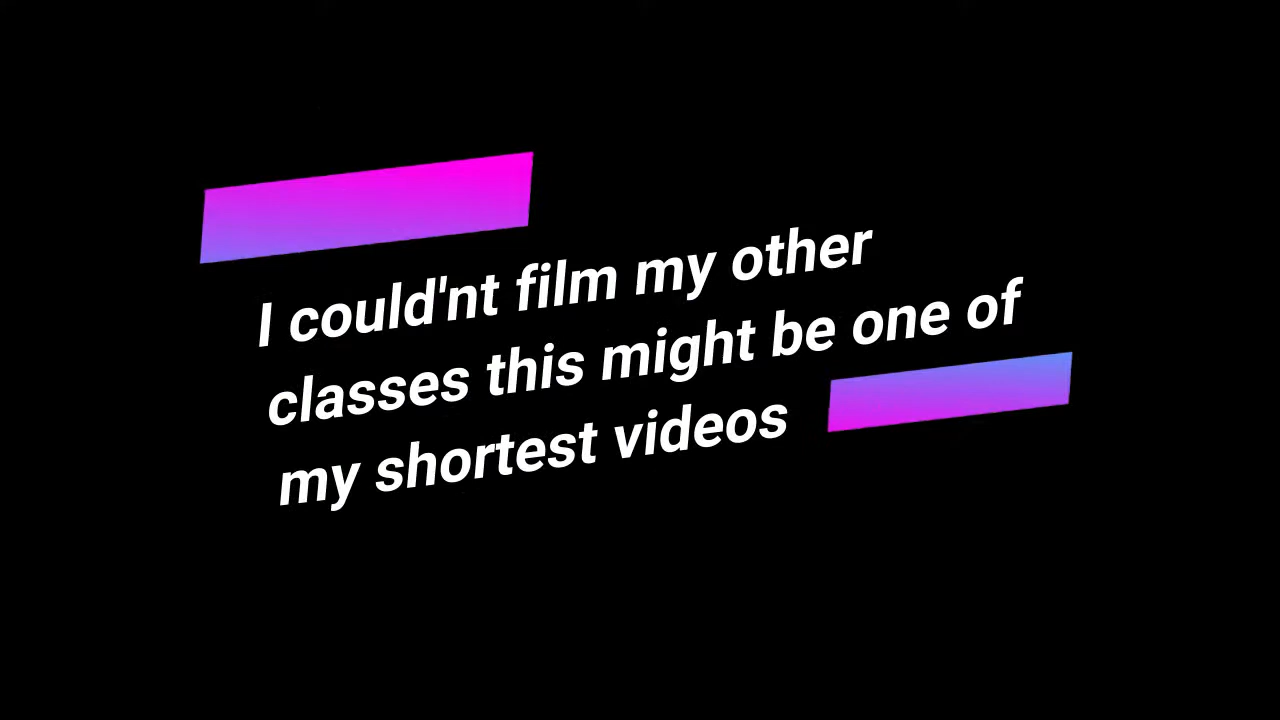 I could'nt film my other
classes this might be one of
my shortest videos